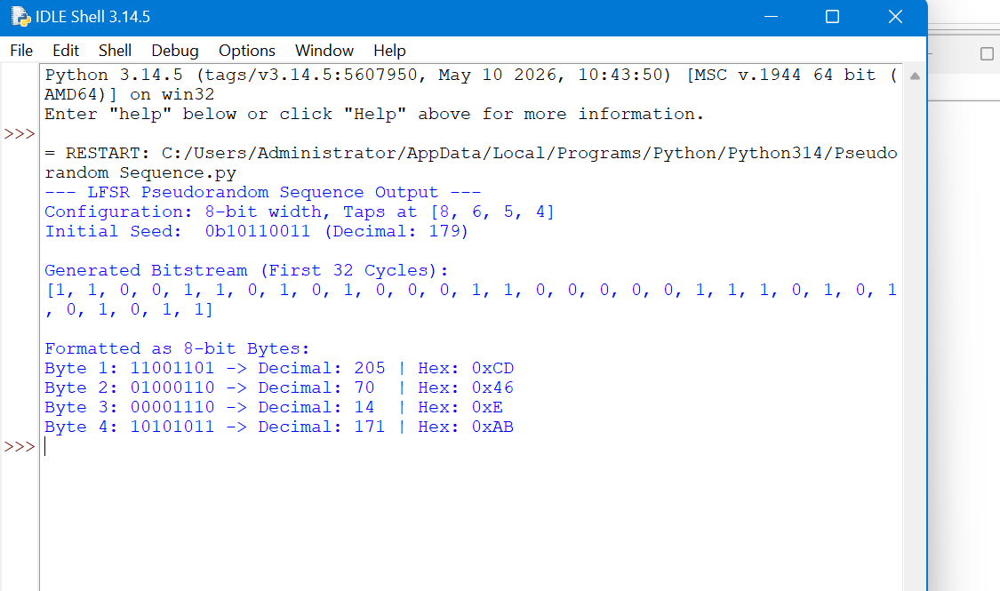 IDLE Shell 3.14.5
File Edit Shell Debug Options Window Help
Python 3.14.5 (tags/v3.14.5:5607950, May 10 2026, 10:43:50) [MSC v.1944 64 bit (
AMD64)] on win32
Enter "help" below or click "Help" above for more information.
>>>
= RESTART: C:/Users/Administrator/AppData/Local/Programs/Python/Python314/Pseudo
random Sequence.py
--- LFSR Pseudorandom Sequence Output ---
Configuration: 8-bit width, Taps at [8, 6, 5, 4]
Initial Seed:  0b10110011 (Decimal: 179)
Generated Bitstream (First 32 Cycles):
[1, 1, 0, 0, 1, 1, 0, 1, 0, 1, 0, 0, 0, 1, 1, 0, 0, 0, 0, 0, 1, 1, 1, 0, 1, 0, 1
, 0, 1, 0, 1, 1]
Formatted as 8-bit Bytes:
Byte 1: 11001101 -> Decimal: 205 | Hex: 0xCD
Byte 2: 01000110 -> Decimal: 70  | Hex: 0x46
Byte 3: 00001110 -> Decimal: 14  | Hex: 0xE
Byte 4: 10101011 -> Decimal: 171 | Hex: 0xAB
>>>